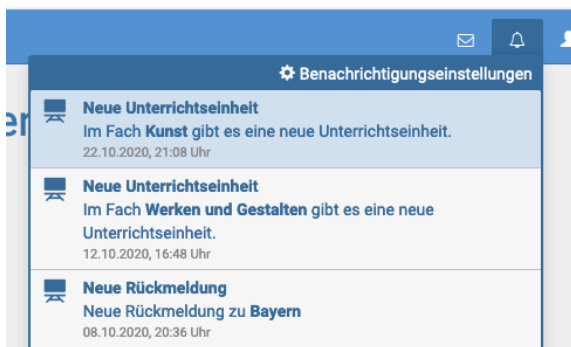 Benachrichtigungseinstellungen
er
Neue Unterrichtseinheit
Im Fach Kunst gibt es eine neue Unterrichtseinheit.
22.10.2020, 21:08 Uhr
Neue Unterrichtseinheit
Im Fach Werken und Gestalten gibt es eine neue
Unterrichtseinheit.
12.10.2020, 16:48 Uhr
Neue Rückmeldung
Neue Rückmeldung zu Bayern
08.10.2020, 20:36 Uhr